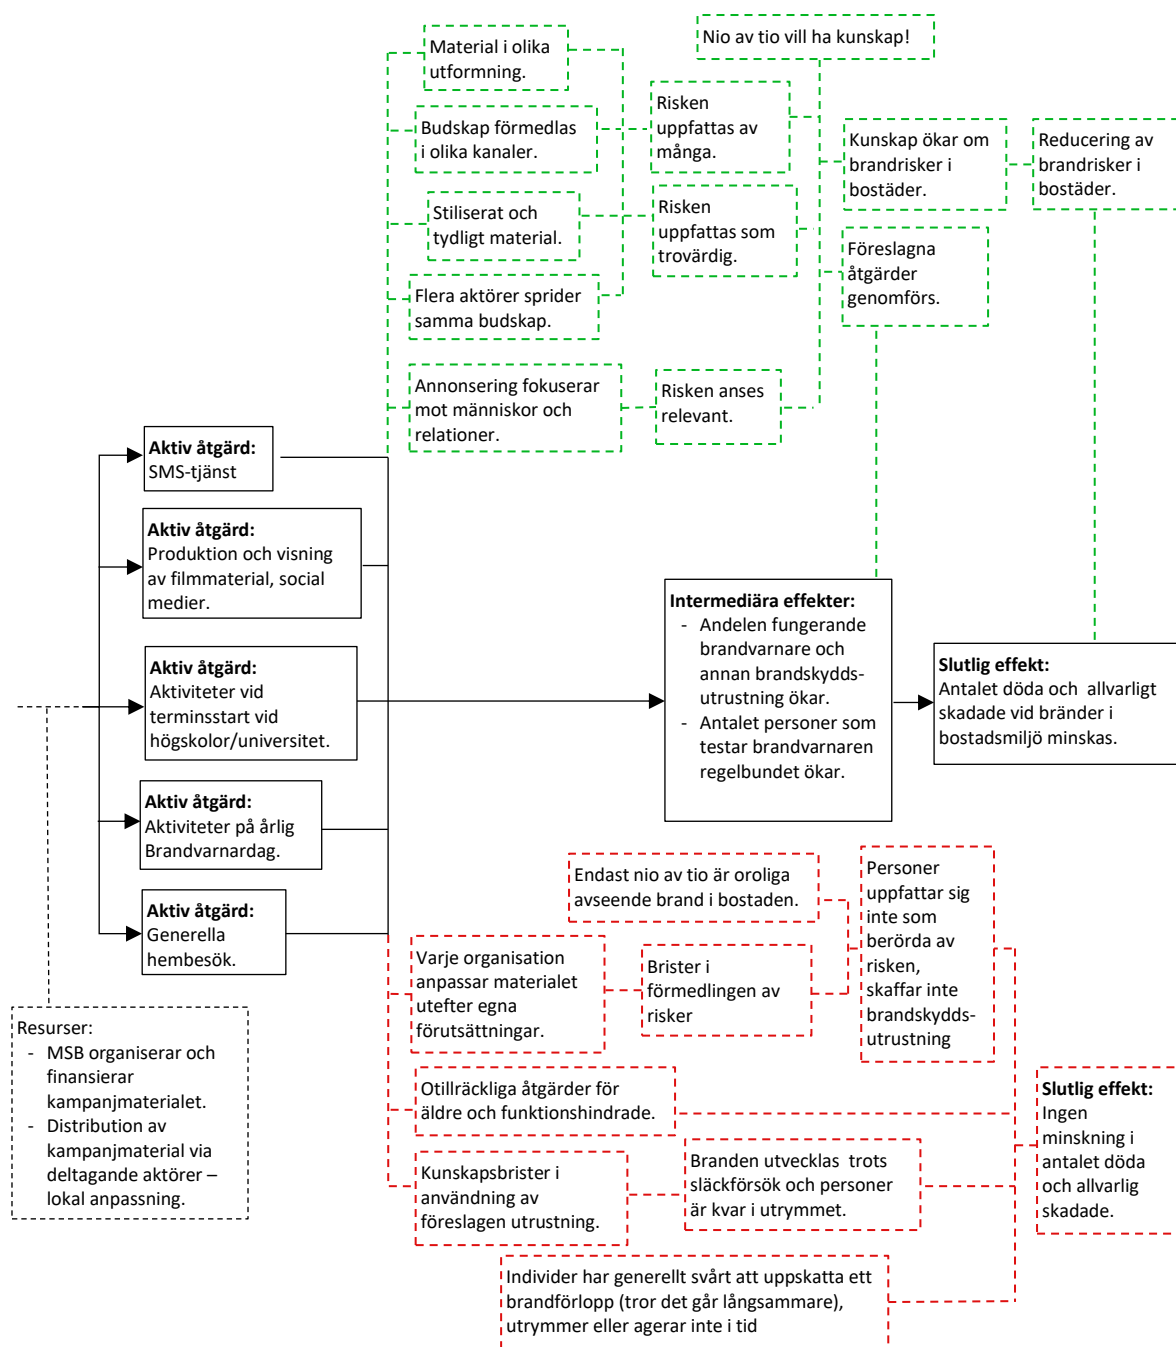 Material i olika
utformning.
Nio av tio vill ha kunskap!
Budskap förmedlas
i olika kanaler.
Risken
uppfattas av
många.
Kunskap ökar om
brandrisker i
bostäder.
Reducering av
brandrisker i
bostäder.
Stiliserat och
tydligt material.
Risken
uppfattas som
trovärdig.
Föreslagna
åtgärder
genomförs.
Flera aktörer sprider
samma budskap.
Annonsering fokuserar
mot människor och
relationer.
Risken anses
relevant.
Aktiv åtgärd:
SMS-tjänst
Aktiv åtgärd:
Produktion och visning
av filmmaterial, social
medier.
Aktiv åtgärd:
Aktiviteter vid
terminsstart vid
högskolor/universitet.
Aktiv åtgärd:
Aktiviteter på årlig
Brandvarnardag.
Aktiv åtgärd:
Generella
hembesök.
Intermediära effekter:
- Andelen fungerande
brandvarnare och
annan brandskydds-
utrustning ökar.
- Antalet personer som
testar brandvarnaren
regelbundet ökar.
Slutlig effekt:
Antalet döda och  allvarligt
skadade vid bränder i
bostadsmiljö minskas.
Endast nio av tio är oroliga
avseende brand i bostaden.
Personer
uppfattar sig
inte som
berörda av
risken,
skaffar inte
brandskydds-
utrustning
Varje organisation
anpassar materialet
utefter egna
förutsättningar.
Brister i
förmedlingen av
risker
Resurser:
- MSB organiserar och
finansierar
kampanjmaterialet.
- Distribution av
kampanjmaterial via
deltagande aktörer –
lokal anpassning.
Otillräckliga åtgärder för
äldre och funktionshindrade.
Slutlig effekt:
Ingen
minskning i
antalet döda
och allvarlig
skadade.
Kunskapsbrister i
användning av
föreslagen utrustning.
Branden utvecklas  trots
släckförsök och personer
är kvar i utrymmet.
Individer har generellt svårt att uppskatta ett
brandförlopp (tror det går långsammare),
utrymmer eller agerar inte i tid